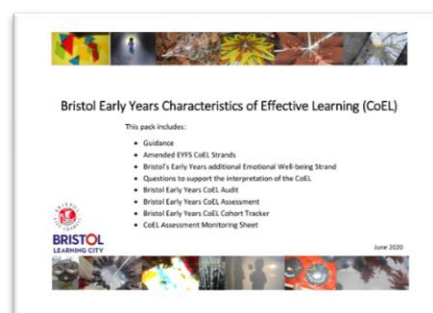 Bristol Early Years Characteristics of Effective Learning (CoEL)
This pack includes:
• Guidance
• Amended EYFS CoEL Strands
• Bristol's Early Years additional Emotional Well-being Strand
• Questions to support the interpretation of the CoEL
• Bristol Early Years CoEL Audit
• Bristol Early Years CoEL Assessment
• Bristol Early Years CoEL Cohort Tracker
• CoEL Assessment Monitoring Sheet
BRISTOL
LEARNING CITY
June 2020